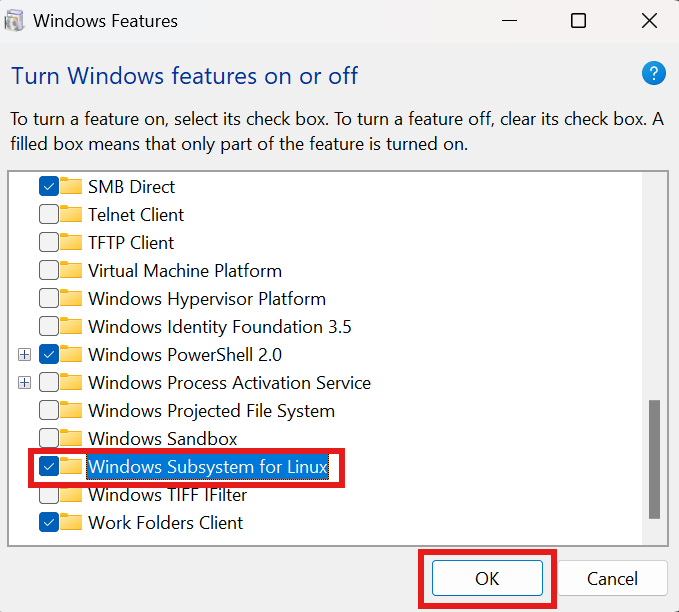 Windows Features
Turn Windows features on or off
?
To turn a feature on, select its check box. To turn a feature off, clear its check box. A
filled box means that only part of the feature is turned on.
SMB Direct
Telnet Client
TFTP Client
Virtual Machine Platform
Windows Hypervisor Platform
Windows Identity Foundation 3.5
Windows PowerShell 2.0
Windows Process Activation Service
Windows Projected File System
Windows Sandbox
Windows Subsystem for Linux
Windows TIFF IFilter
Work Folders Client
OK
Cancel